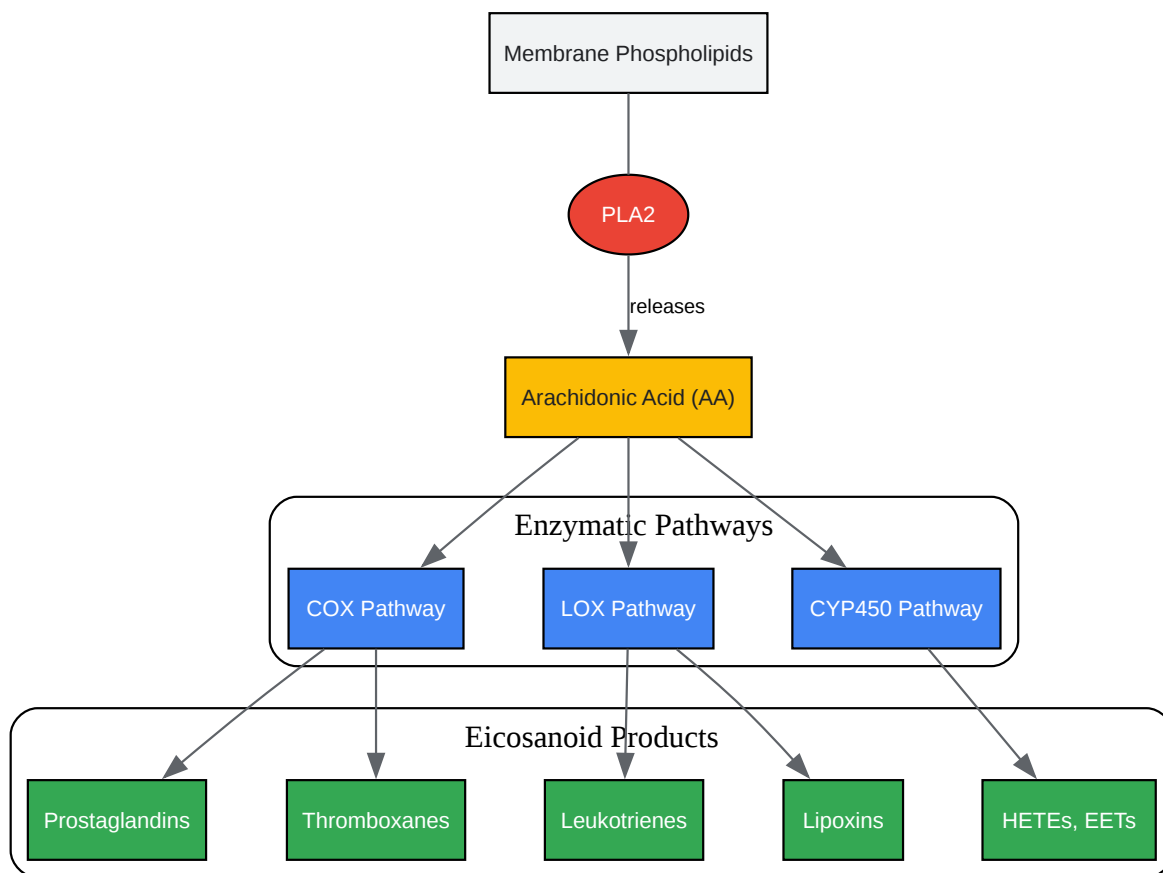 Membrane Phospholipids
PLA2
releases
Arachidonic Acid (AA)
Enzymatic Pathways
COX Pathway
LOX Pathway
CYP450 Pathway
Eicosanoid Products
Prostaglandins
Thromboxanes
Leukotrienes
Lipoxins
HETEs, EETs